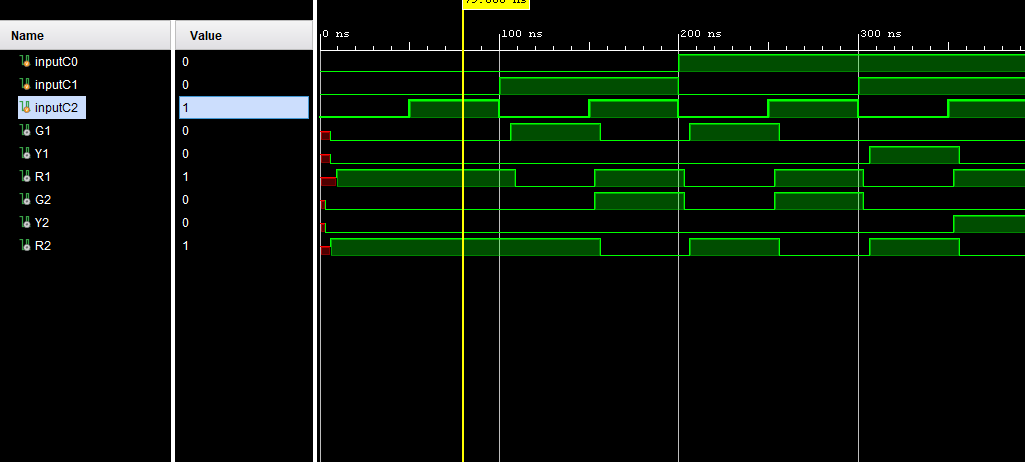 79.000 ns
Name Value
0 ns 100 ns 200 ns 300 ns
inputC0 0
inputC1 0
inputC2 1
G1 0
Y1 0
R1 1
G2 0
Y2 0
R2 1